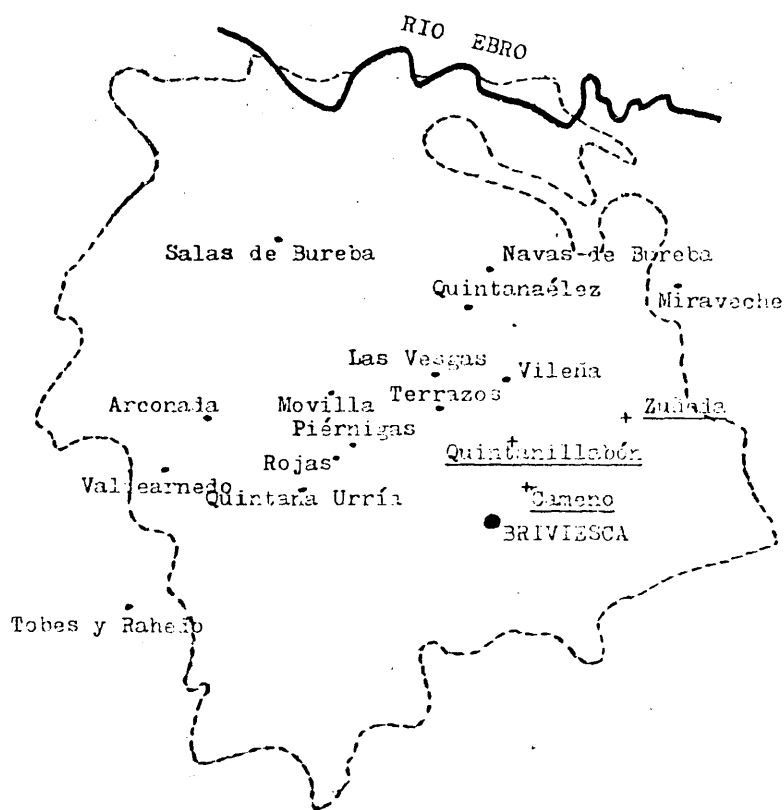 RIO EBRO
Salas de Bureba
Navas de Bureba
Quintanaélez
Miraveche
Las Vesgas
Vileña
Terrazos
Arconada
Movilla
Zuñada
Piérnigas
Quintanillabón
Rojas
Valdearnedo
Quintana Urría
Cameno
BRIVIESCA
Tobes y Rahedo